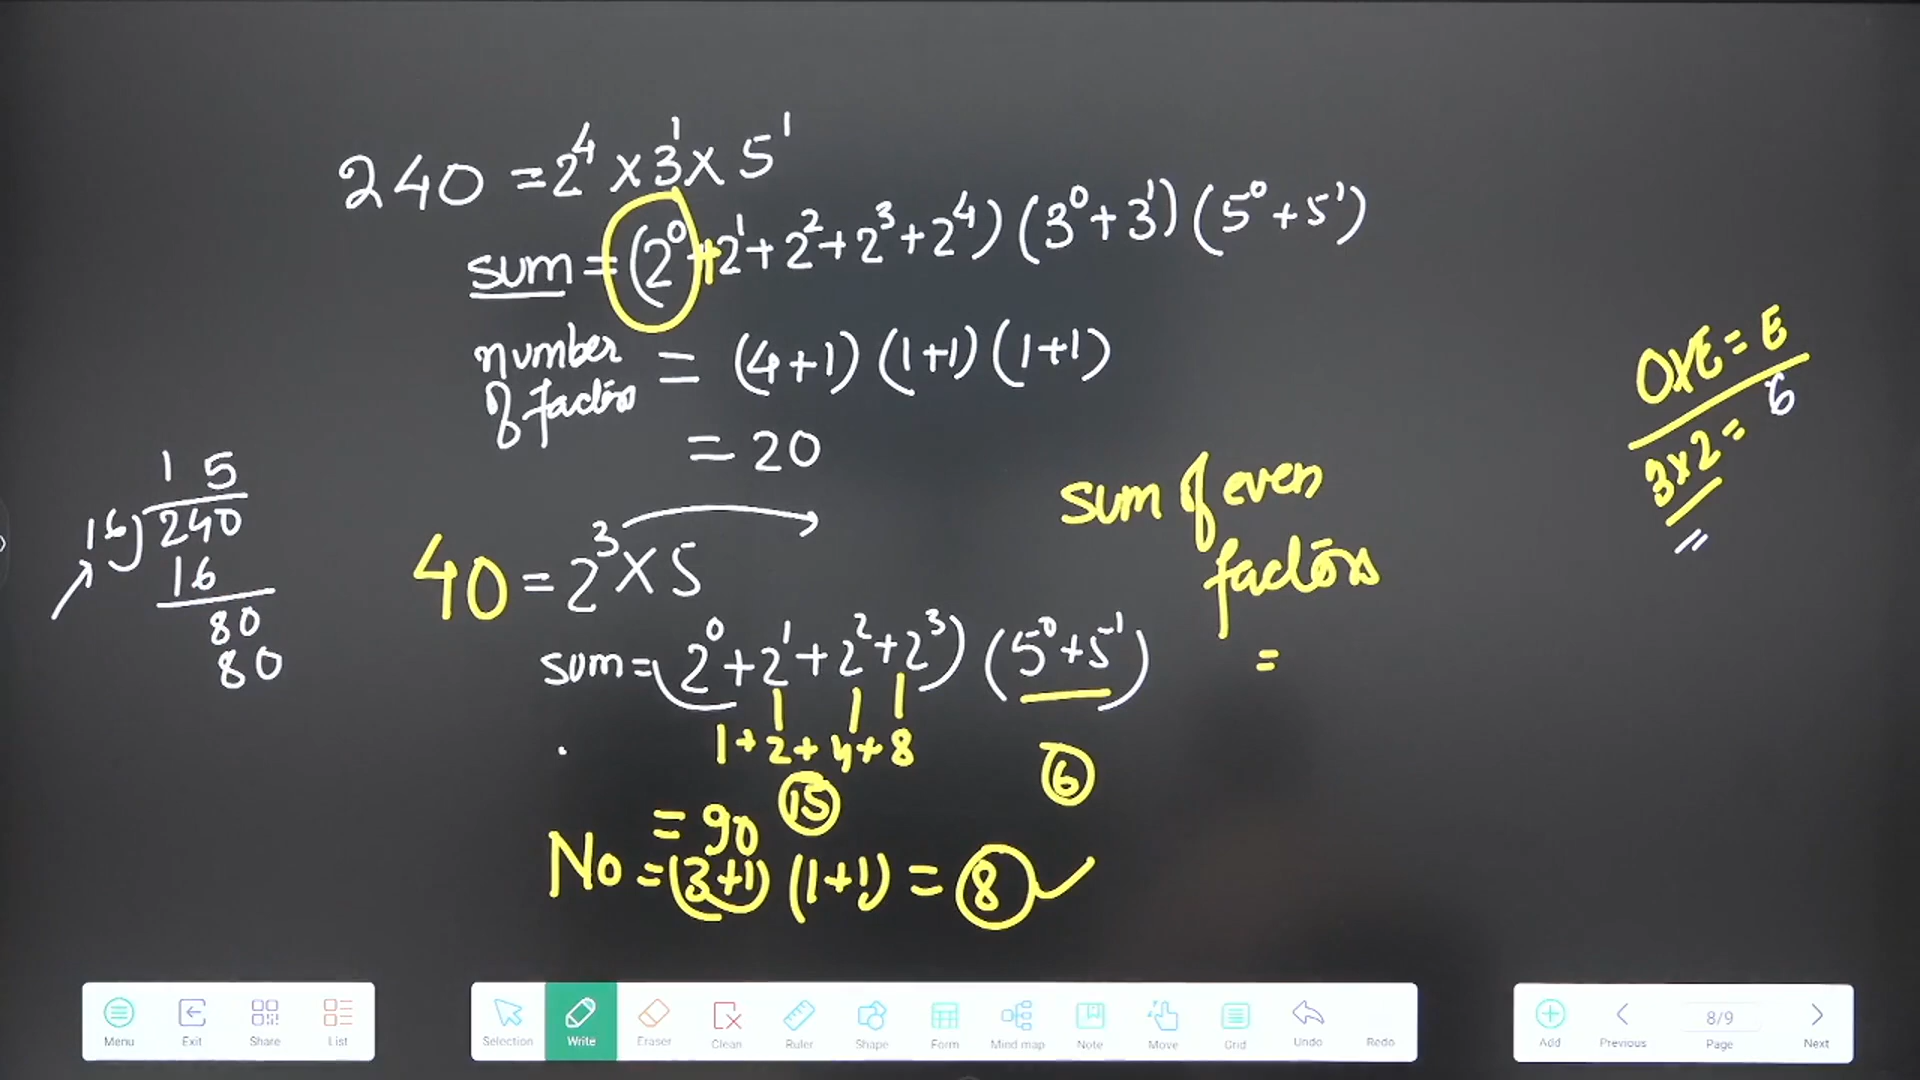 240 = 2⁴ × 3¹ × 5¹
sum = (2⁰ + 2¹ + 2² + 2³ + 2⁴) (3⁰ + 3¹) (5⁰ + 5¹)
number of factors = (4+1) (1+1) (1+1)
= 20
O×E = E
3×2 = 6
15
16) 240
16
80
80
40 = 2³ × 5
sum = (2⁰ + 2¹ + 2² + 2³) (5⁰ + 5¹)
1 + 2 + 4 + 8
15
6
= 90
No = (3+1) (1+1) = 8 ✓
sum of even
factors
=
Menu Exit Share List
Selection Write Eraser Clean Ruler Shape Form Mind map Note Move Grid Undo Redo
8/9
Add Previous Page Next